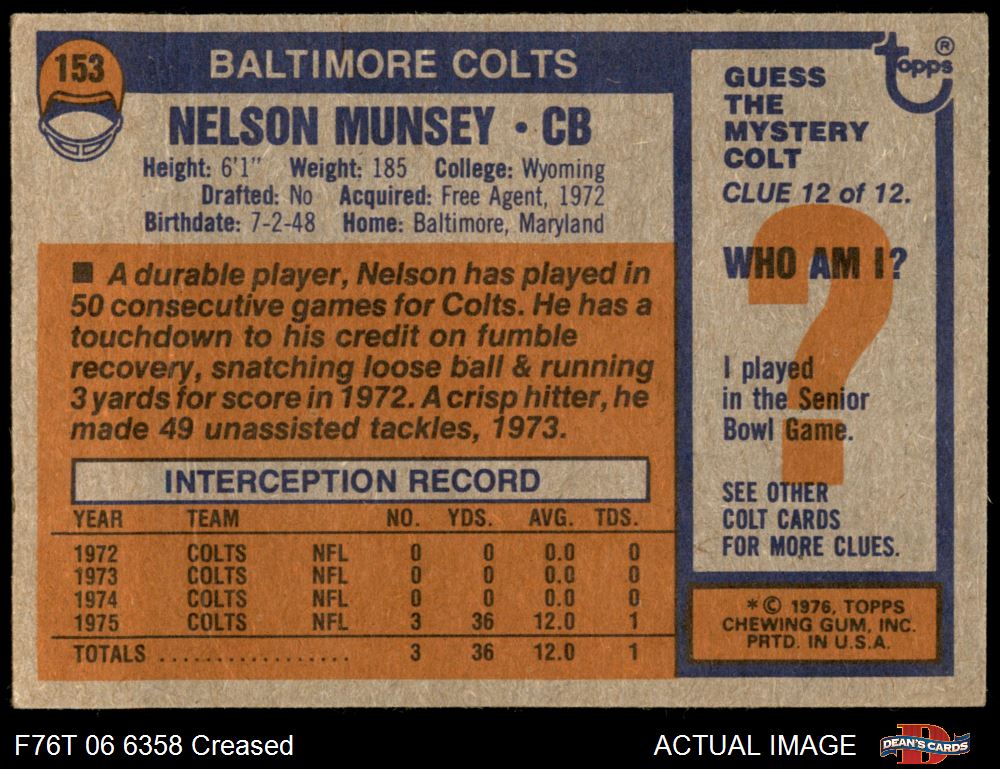 153
BALTIMORE COLTS
NELSON MUNSEY • CB
Height: 6'1" Weight: 185 College: Wyoming
Drafted: No Acquired: Free Agent, 1972
Birthdate: 7-2-48 Home: Baltimore, Maryland
■ A durable player, Nelson has played in
50 consecutive games for Colts. He has a
touchdown to his credit on fumble
recovery, snatching loose ball & running
3 yards for score in 1972. A crisp hitter, he
made 49 unassisted tackles, 1973.
INTERCEPTION RECORD
YEAR TEAM NO. YDS. AVG. TDS.
1972 COLTS NFL 0 0 0.0 0
1973 COLTS NFL 0 0 0.0 0
1974 COLTS NFL 0 0 0.0 0
1975 COLTS NFL 3 36 12.0 1
TOTALS .................. 3 36 12.0 1
Topps ®
GUESS
THE
MYSTERY
COLT
CLUE 12 of 12.
?
WHO AM I?
I played
in the Senior
Bowl Game.
SEE OTHER
COLT CARDS
FOR MORE CLUES.
* © 1976, TOPPS
CHEWING GUM, INC.
PRTD. IN U.S.A.
F76T 06 6358 Creased
ACTUAL IMAGE
D
DEAN'S CARDS